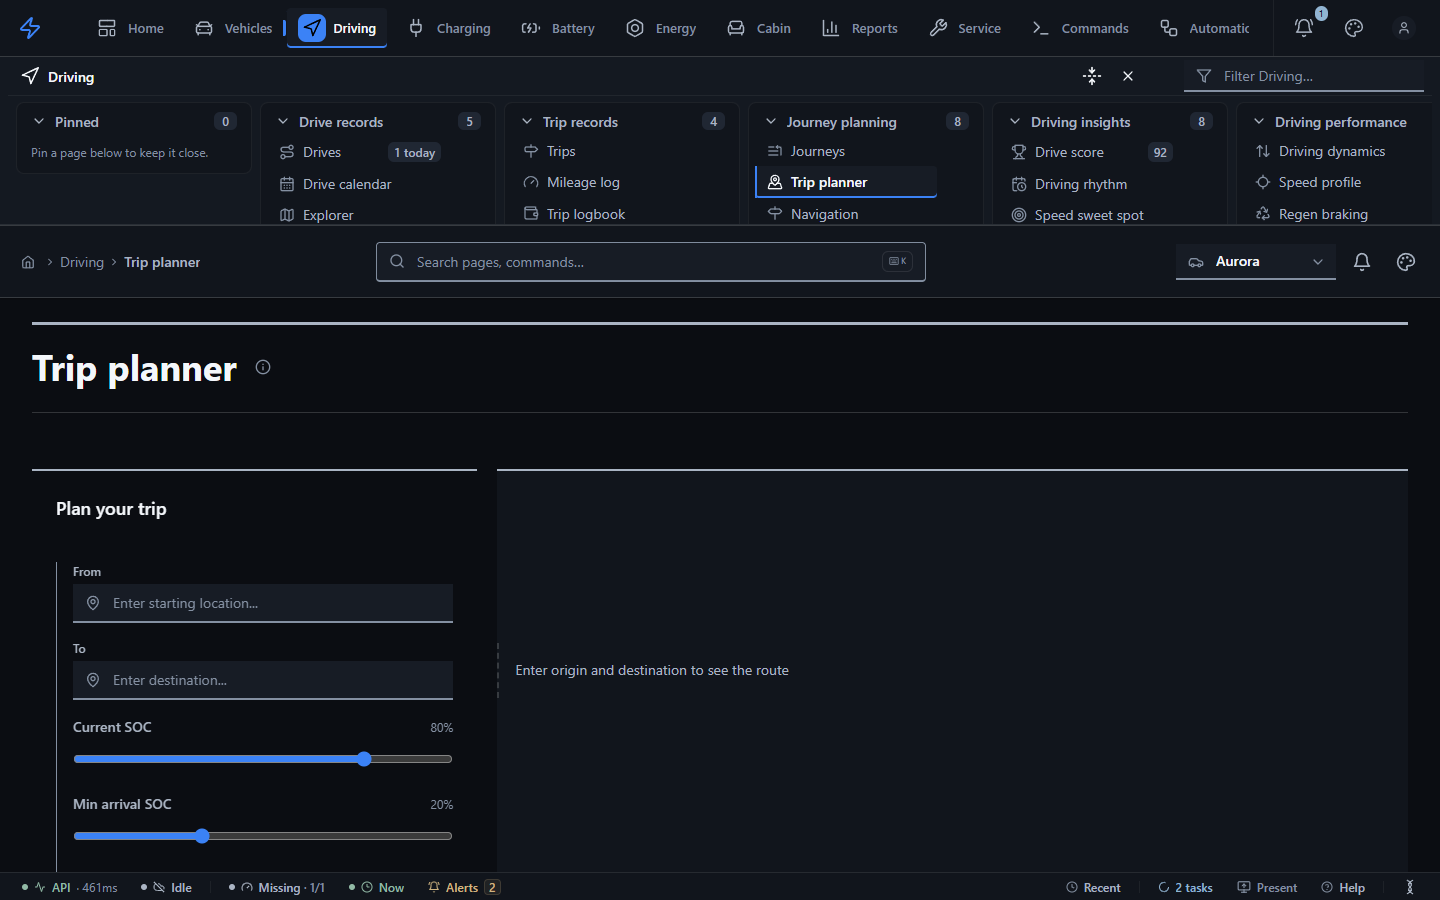 Home Vehicles Driving Charging Battery Energy Cabin Reports Service Commands Automatic 1
Driving Filter Driving...
Pinned 0 Drive records 5 Trip records 4 Journey planning 8 Driving insights 8 Driving performance
Pin a page below to keep it close. Drives 1 today Trips Journeys Drive score 92 Driving dynamics
Drive calendar Mileage log Trip planner Driving rhythm Speed profile
Explorer Trip logbook Navigation Speed sweet spot Regen braking
Driving Trip planner Search pages, commands... K Aurora
Trip planner
Plan your trip
From
Enter starting location...
To
Enter destination...
Enter origin and destination to see the route
Current SOC 80%
Min arrival SOC 20%
API · 461ms Idle Missing · 1/1 Now Alerts 2 Recent 2 tasks Present Help